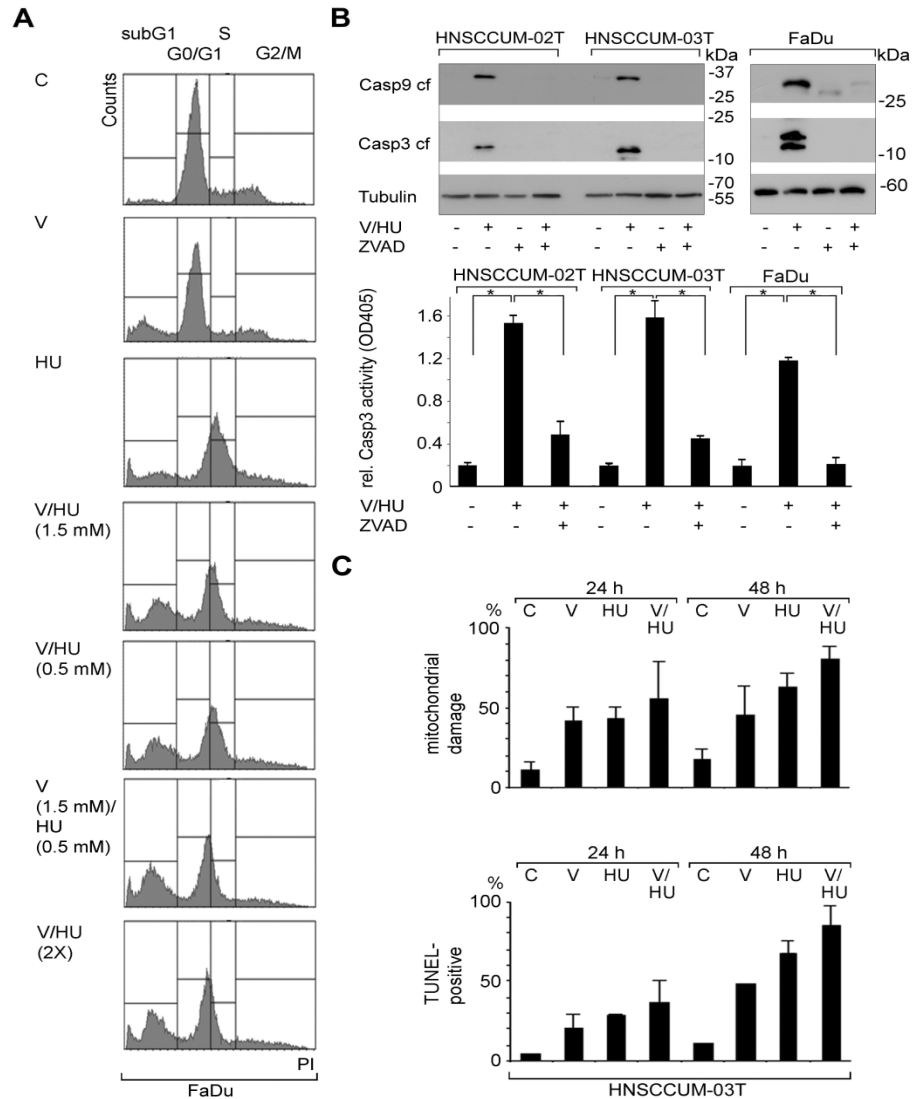 A
subG1 S
G0/G1 G2/M
C
Counts
V
HU
V/HU
(1.5 mM)
V/HU
(0.5 mM)
V
(1.5 mM)/
HU
(0.5 mM)
V/HU
(2X)
PI
FaDu
B
HNSCCUM-02T HNSCCUM-03T FaDu
kDa kDa
Casp9 cf -37
-25 -25
-25
Casp3 cf
-10 -10
-70 -60
Tubulin -55
V/HU - + - + - + - + - + - +
ZVAD - - + + - - + + - - + +
HNSCCUM-02T HNSCCUM-03T FaDu
* * * * * *
rel. Casp3 activity (OD405)
1.6
1.2
0.4
0
V/HU - + + - + + - + +
ZVAD - - + - - + - - +
C
24 h 48 h
% C V HU V/HU C V HU V/HU
100
50
0
mitochondrial
damage
24 h 48 h
% C V HU V/HU C V HU V/HU
100
50
0
TUNEL-
positive
HNSCCUM-03T